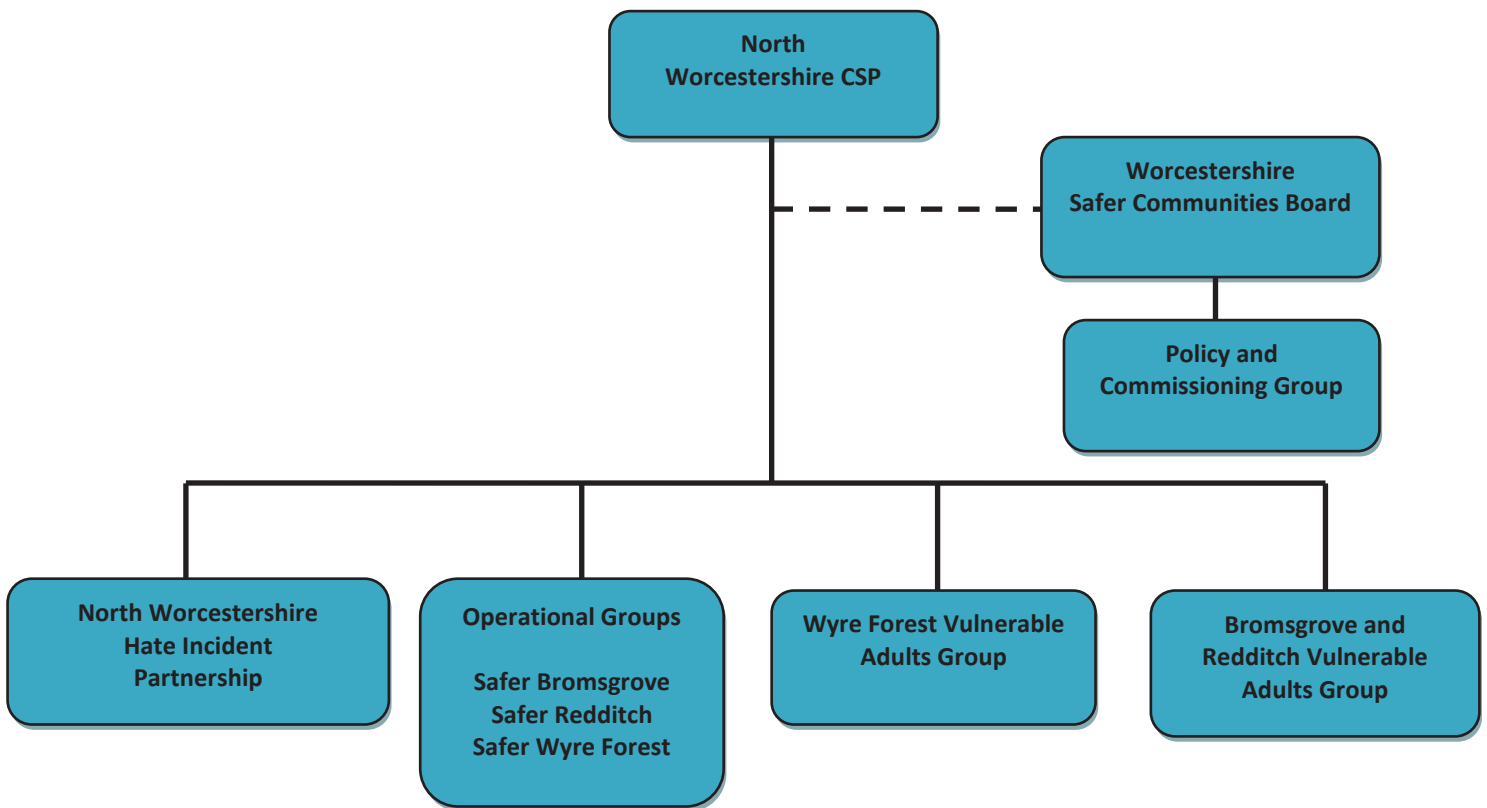 North
Worcestershire CSP
Worcestershire
Safer Communities Board
Policy and
Commissioning Group
North Worcestershire
Hate Incident
Partnership
Operational Groups
Safer Bromsgrove
Safer Redditch
Safer Wyre Forest
Wyre Forest Vulnerable
Adults Group
Bromsgrove and
Redditch Vulnerable
Adults Group